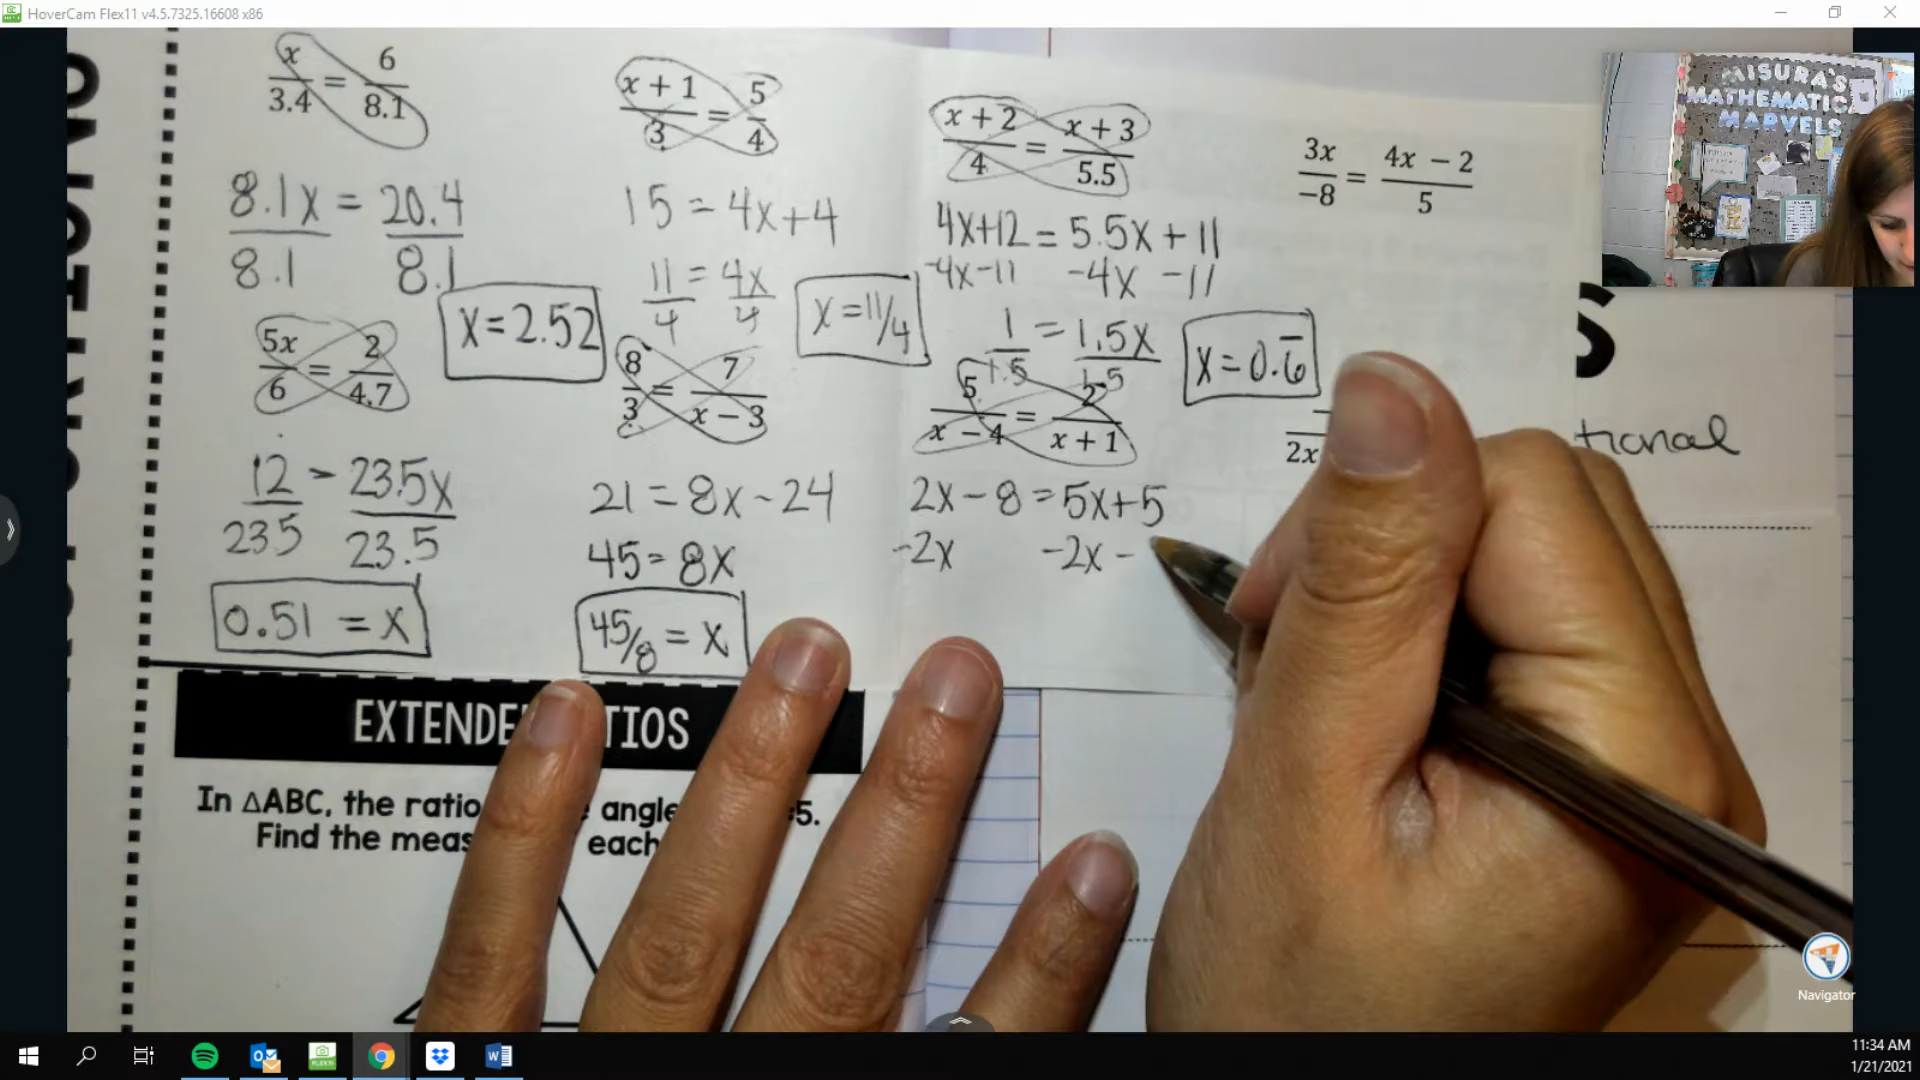 HoverCam Flex11 v4.5.7325.16608 x86
x/3.4 = 6/8.1
8.1x = 20.4
8.1 8.1
x = 2.52
5x/6 = 2/4.7
12 = 23.5x
235 23.5
0.51 = x
x + 1/3 = 5/4
15 = 4x+4
11 = 4x
4 4
x = 11/4
8/3 = 7/x − 3
21 = 8x - 24
45 = 8x
45/8 = x
x + 2/4 = x + 3/5.5
4x+12 = 5.5x + 11
-4x -11 -4x -11
1 = 1.5x
1.5 1.5
x = 0.6̅
5/x − 4 = 2/x + 1
2x - 8 = 5x+5
-2x -2x -
3x/−8 = 4x − 2/5
2x
S
tional
EXTENDE TIOS
In △ABC, the ratio angle 5.
Find the meas each
MISURA'S
MATHEMATIC
MARVELS
Navigator
11:34 AM
1/21/2021